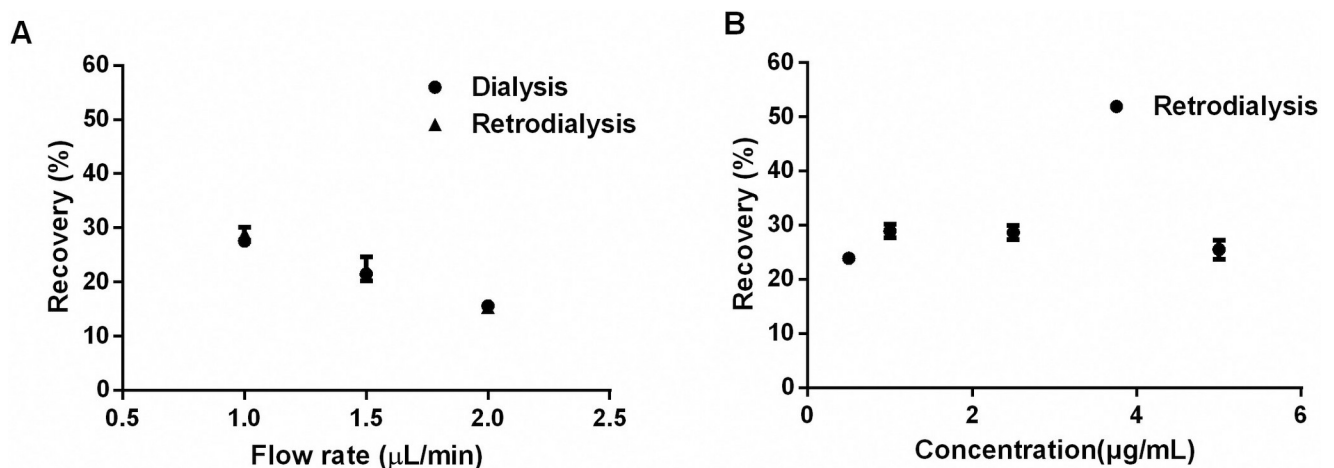 A
60
50
40
30
20
10
0
Recovery (%)
Dialysis
Retrodialysis
0.5 1.0 1.5 2.0 2.5
Flow rate (μL/min)
B
60
50
40
30
20
10
0
Recovery (%)
Retrodialysis
0 2 4 6
Concentration(μg/mL)